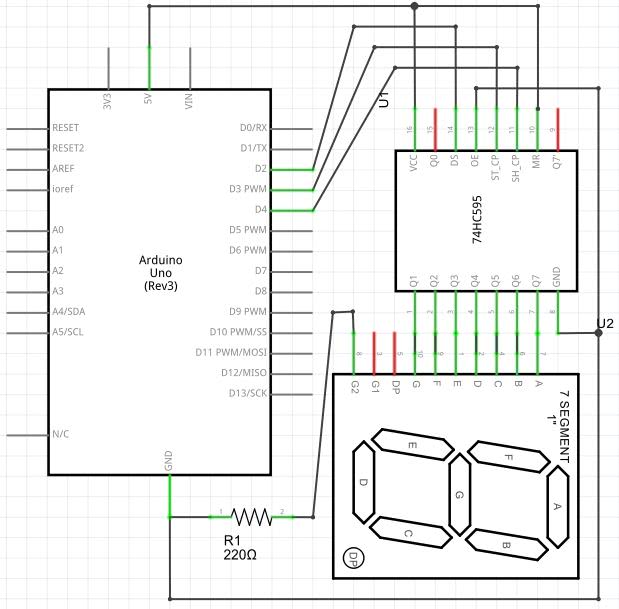 3V3
5V
VIN
RESET
RESET2
AREF
ioref
A0
A1
A2
A3
A4/SDA
A5/SCL
N/C
D0/RX
D1/TX
D2
D3 PWM
D4
D5 PWM
D6 PWM
D7
D8
D9 PWM
D10 PWM/SS
D11 PWM/MOSI
D12/MISO
D13/SCK
Arduino
Uno
(Rev3)
GND
1
2
R1
220Ω
U1
16
15
14
13
12
11
10
9
VCC
Q0
DS
OE
ST_CP
SH_CP
MR
Q7'
74HC595
Q1
Q2
Q3
Q4
Q5
Q6
Q7
GND
1
2
3
4
5
6
7
8
U2
8
3
5
10
9
1
2
4
6
7
G2
G1
DP
G
F
E
D
C
B
A
7 SEGMENT
1"
E
F
D
G
A
C
B
DP